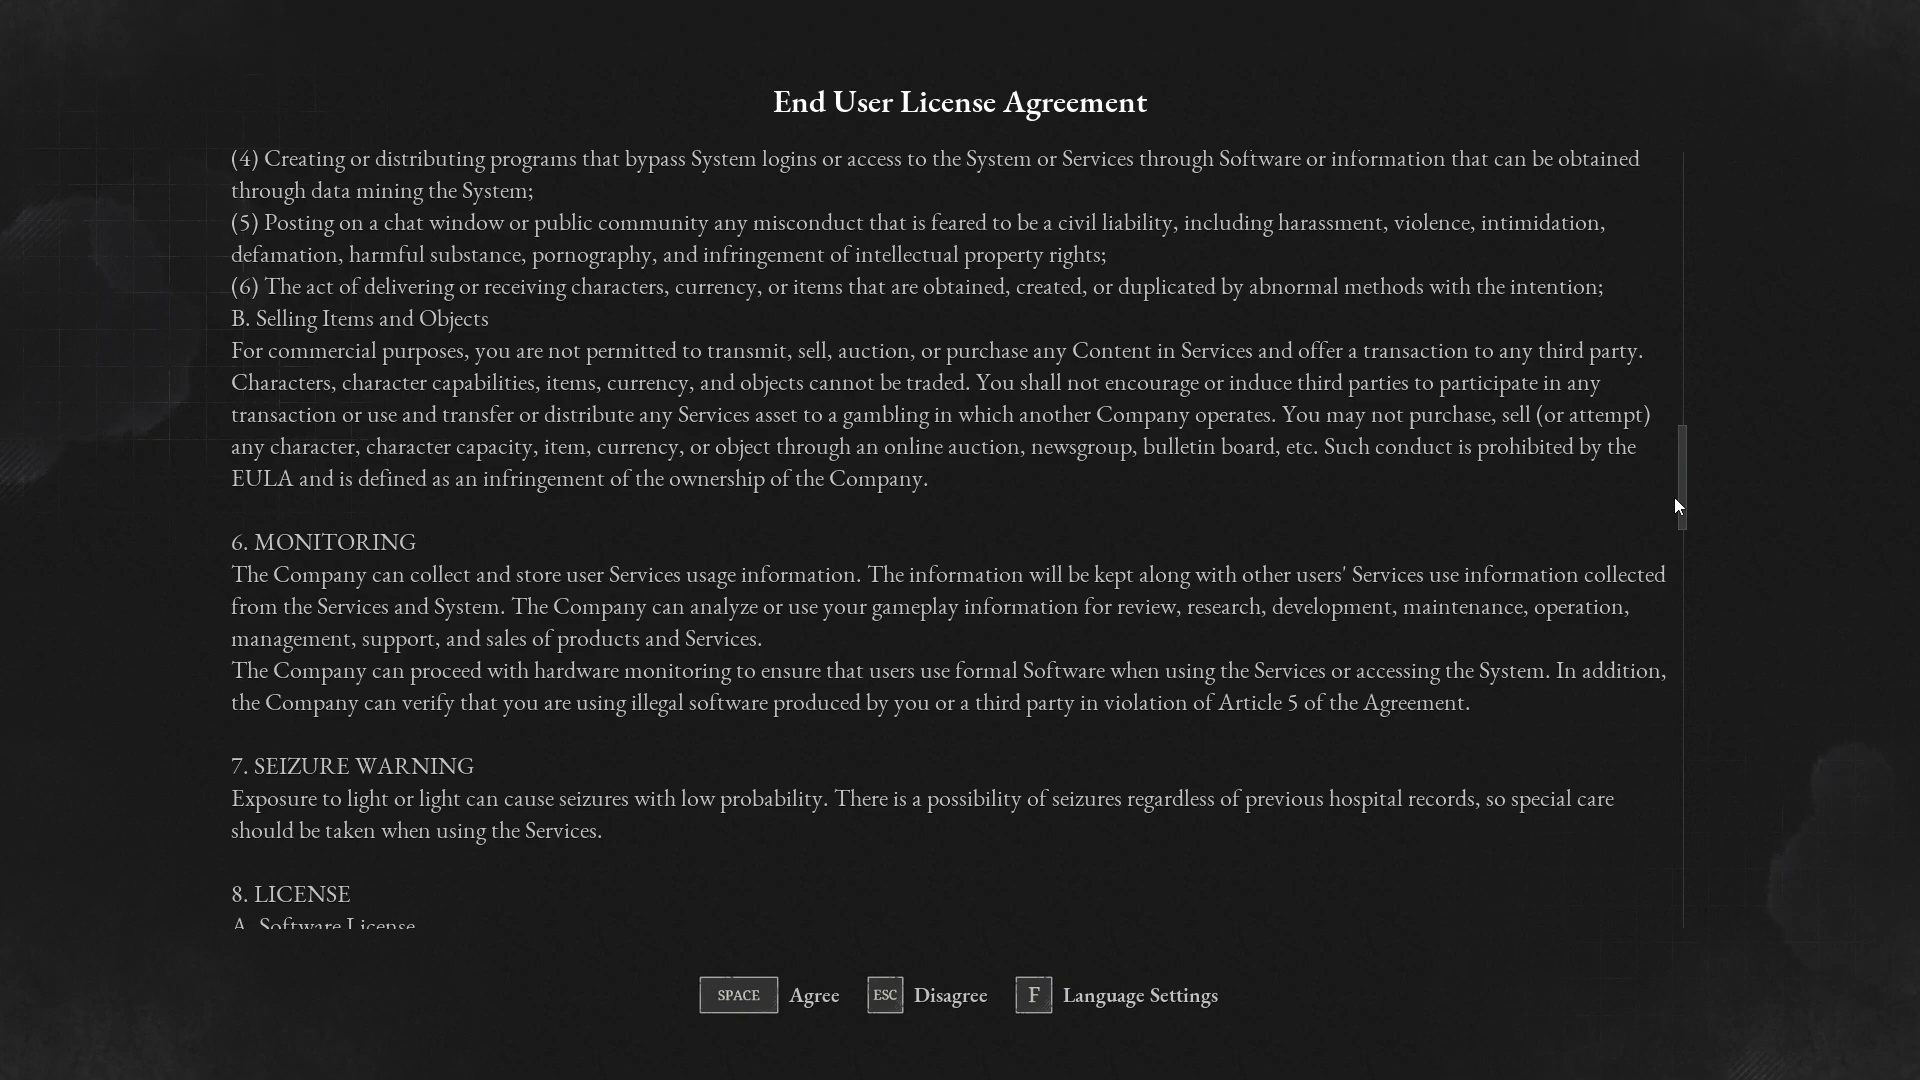 End User License Agreement
(4) Creating or distributing programs that bypass System logins or access to the System or Services through Software or information that can be obtained
through data mining the System;
(5) Posting on a chat window or public community any misconduct that is feared to be a civil liability, including harassment, violence, intimidation,
defamation, harmful substance, pornography, and infringement of intellectual property rights;
(6) The act of delivering or receiving characters, currency, or items that are obtained, created, or duplicated by abnormal methods with the intention;
B. Selling Items and Objects
For commercial purposes, you are not permitted to transmit, sell, auction, or purchase any Content in Services and offer a transaction to any third party.
Characters, character capabilities, items, currency, and objects cannot be traded. You shall not encourage or induce third parties to participate in any
transaction or use and transfer or distribute any Services asset to a gambling in which another Company operates. You may not purchase, sell (or attempt)
any character, character capacity, item, currency, or object through an online auction, newsgroup, bulletin board, etc. Such conduct is prohibited by the
EULA and is defined as an infringement of the ownership of the Company.
6. MONITORING
The Company can collect and store user Services usage information. The information will be kept along with other users' Services use information collected
from the Services and System. The Company can analyze or use your gameplay information for review, research, development, maintenance, operation,
management, support, and sales of products and Services.
The Company can proceed with hardware monitoring to ensure that users use formal Software when using the Services or accessing the System. In addition,
the Company can verify that you are using illegal software produced by you or a third party in violation of Article 5 of the Agreement.
7. SEIZURE WARNING
Exposure to light or light can cause seizures with low probability. There is a possibility of seizures regardless of previous hospital records, so special care
should be taken when using the Services.
8. LICENSE
A. Software License
SPACE Agree ESC Disagree F Language Settings